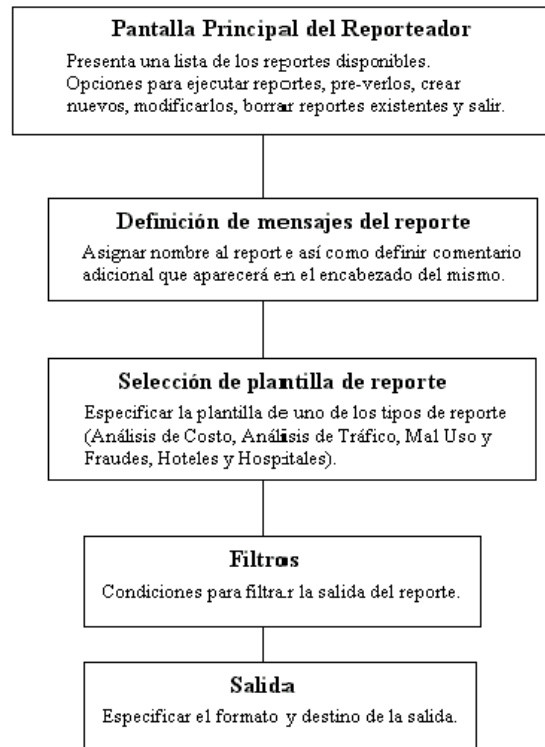 Pantalla Principal del Reporteador
Presenta una lista de los reportes disponibles.
Opciones para ejecutar reportes, pre-verlos, crear
nuevos, modificarlos, borrar reportes existentes y salir.
Definición de mensajes del reporte
Asignar nombre al reporte así como definir comentario
adicional que aparecerá en el encabezado del mismo.
Selección de plantilla de reporte
Especificar la plantilla de uno de los tipos de reporte
(Análisis de Costo, Análisis de Tráfico, Mal Uso y
Fraudes, Hoteles y Hospitales).
Filtros
Condiciones para filtrar la salida del reporte.
Salida
Especificar el formato y destino de la salida.